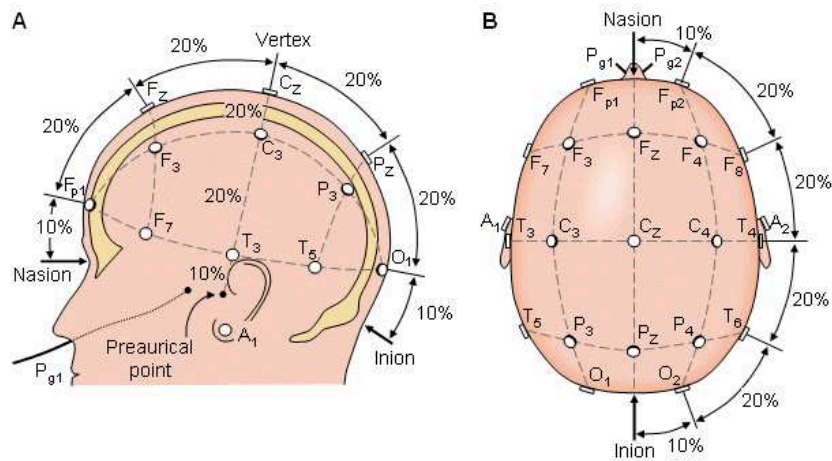 A
20%
Vertex
20%
Fz
Cz
20%
20%
20%
Fp1
F3
C3
Pz
P3
20%
20%
10%
F7
T3
T5
O1
Nasion
10%
10%
Preaurical
point
A1
Inion
Pg1
B
Nasion
10%
Pg1
Pg2
Fp1
Fp2
20%
F7
F3
Fz
F4
F8
A1
T3
C3
Cz
C4
T4
A2
20%
T5
P3
Pz
P4
T6
O1
O2
20%
10%
Inion